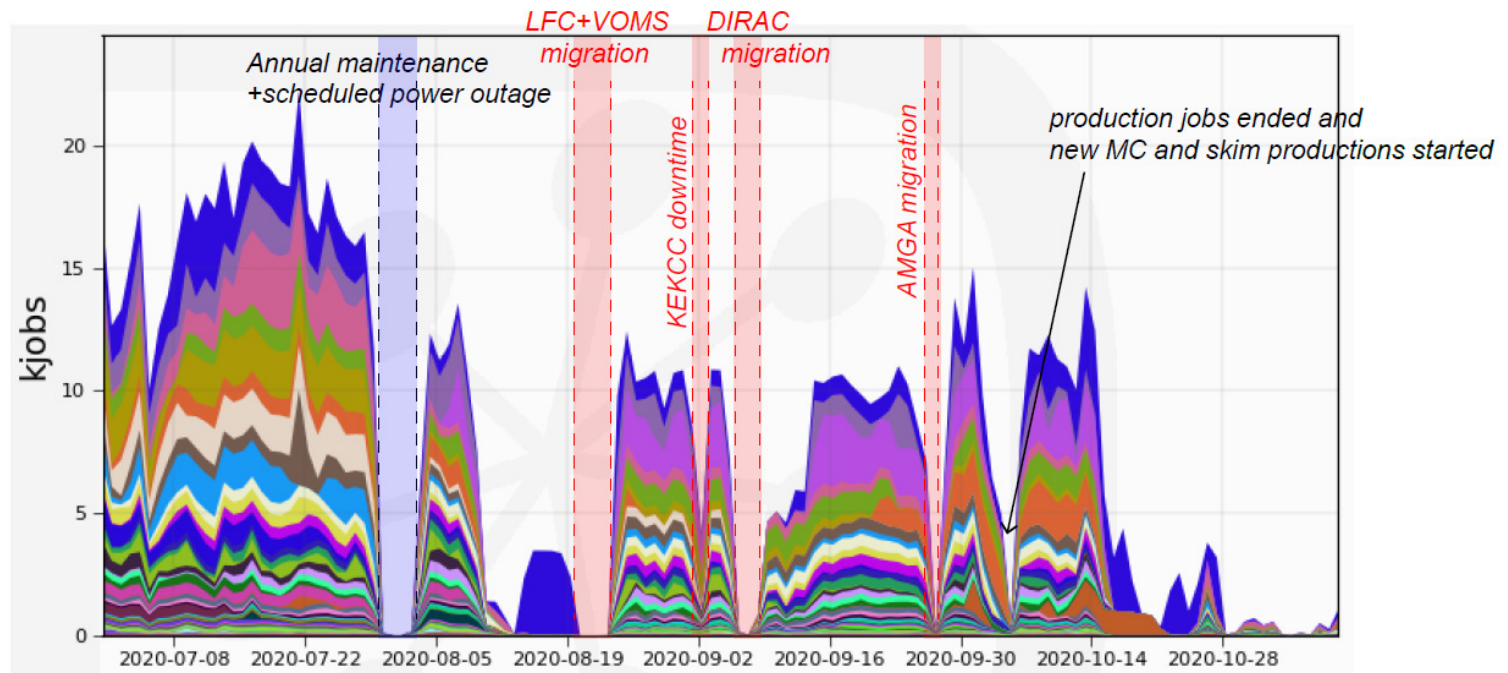 LFC+VOMS
migration
DIRAC
migration
Annual maintenance
+scheduled power outage
KEKCC downtime
AMGA migration
production jobs ended and
new MC and skim productions started
kjobs
20
15
10
5
0
2020-07-08
2020-07-22
2020-08-05
2020-08-19
2020-09-02
2020-09-16
2020-09-30
2020-10-14
2020-10-28